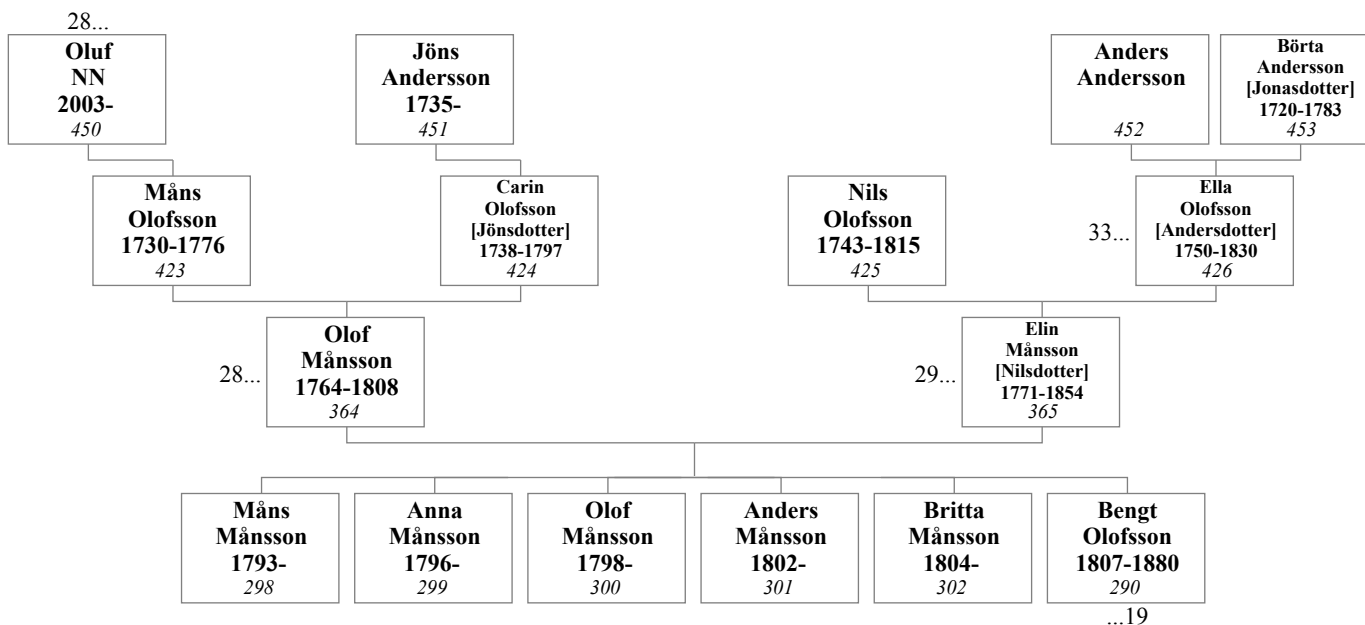 28...
Oluf
NN
2003-
450
Jöns
Andersson
1735-
451
Anders
Andersson
452
Börta
Andersson
[Jonasdotter]
1720-1783
453
Måns
Olofsson
1730-1776
423
Carin
Olofsson
[Jönsdotter]
1738-1797
424
Nils
Olofsson
1743-1815
425
33...
Ella
Olofsson
[Andersdotter]
1750-1830
426
28...
Olof
Månsson
1764-1808
364
29...
Elin
Månsson
[Nilsdotter]
1771-1854
365
Måns
Månsson
1793-
298
Anna
Månsson
1796-
299
Olof
Månsson
1798-
300
Anders
Månsson
1802-
301
Britta
Månsson
1804-
302
Bengt
Olofsson
1807-1880
290
...19